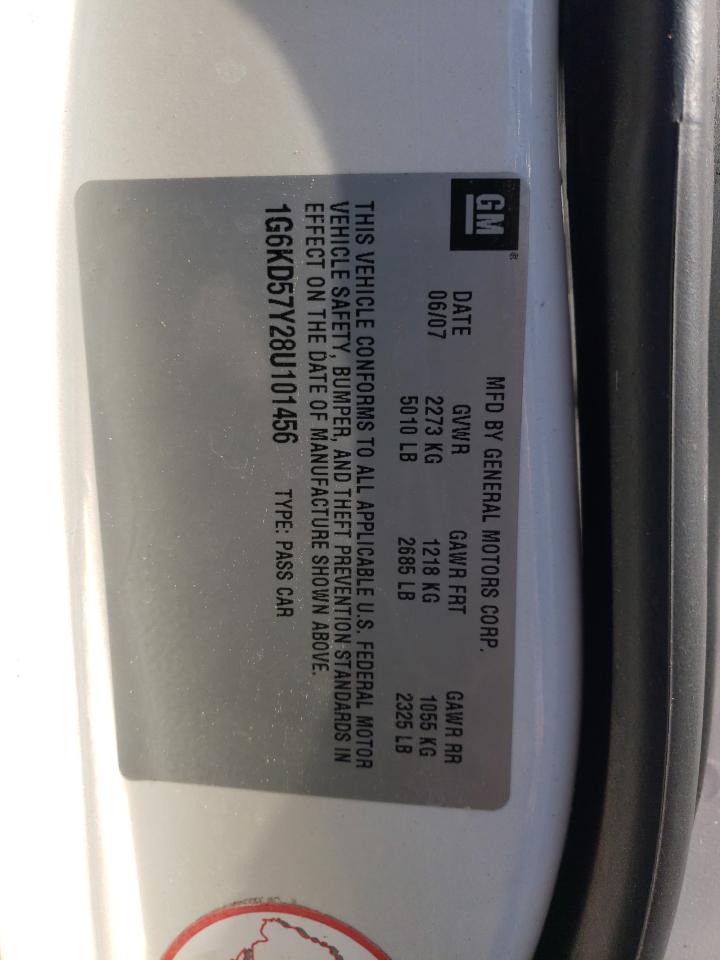 GM®
MFD BY GENERAL MOTORS CORP.
DATE GVWR GAWR FRT GAWR RR
06/07 2273 KG 1218 KG 1055 KG
5010 LB 2685 LB 2325 LB
THIS VEHICLE CONFORMS TO ALL APPLICABLE U.S. FEDERAL MOTOR
VEHICLE SAFETY, BUMPER, AND THEFT PREVENTION STANDARDS IN
EFFECT ON THE DATE OF MANUFACTURE SHOWN ABOVE.
1G6KD57Y28U101456 TYPE: PASS CAR